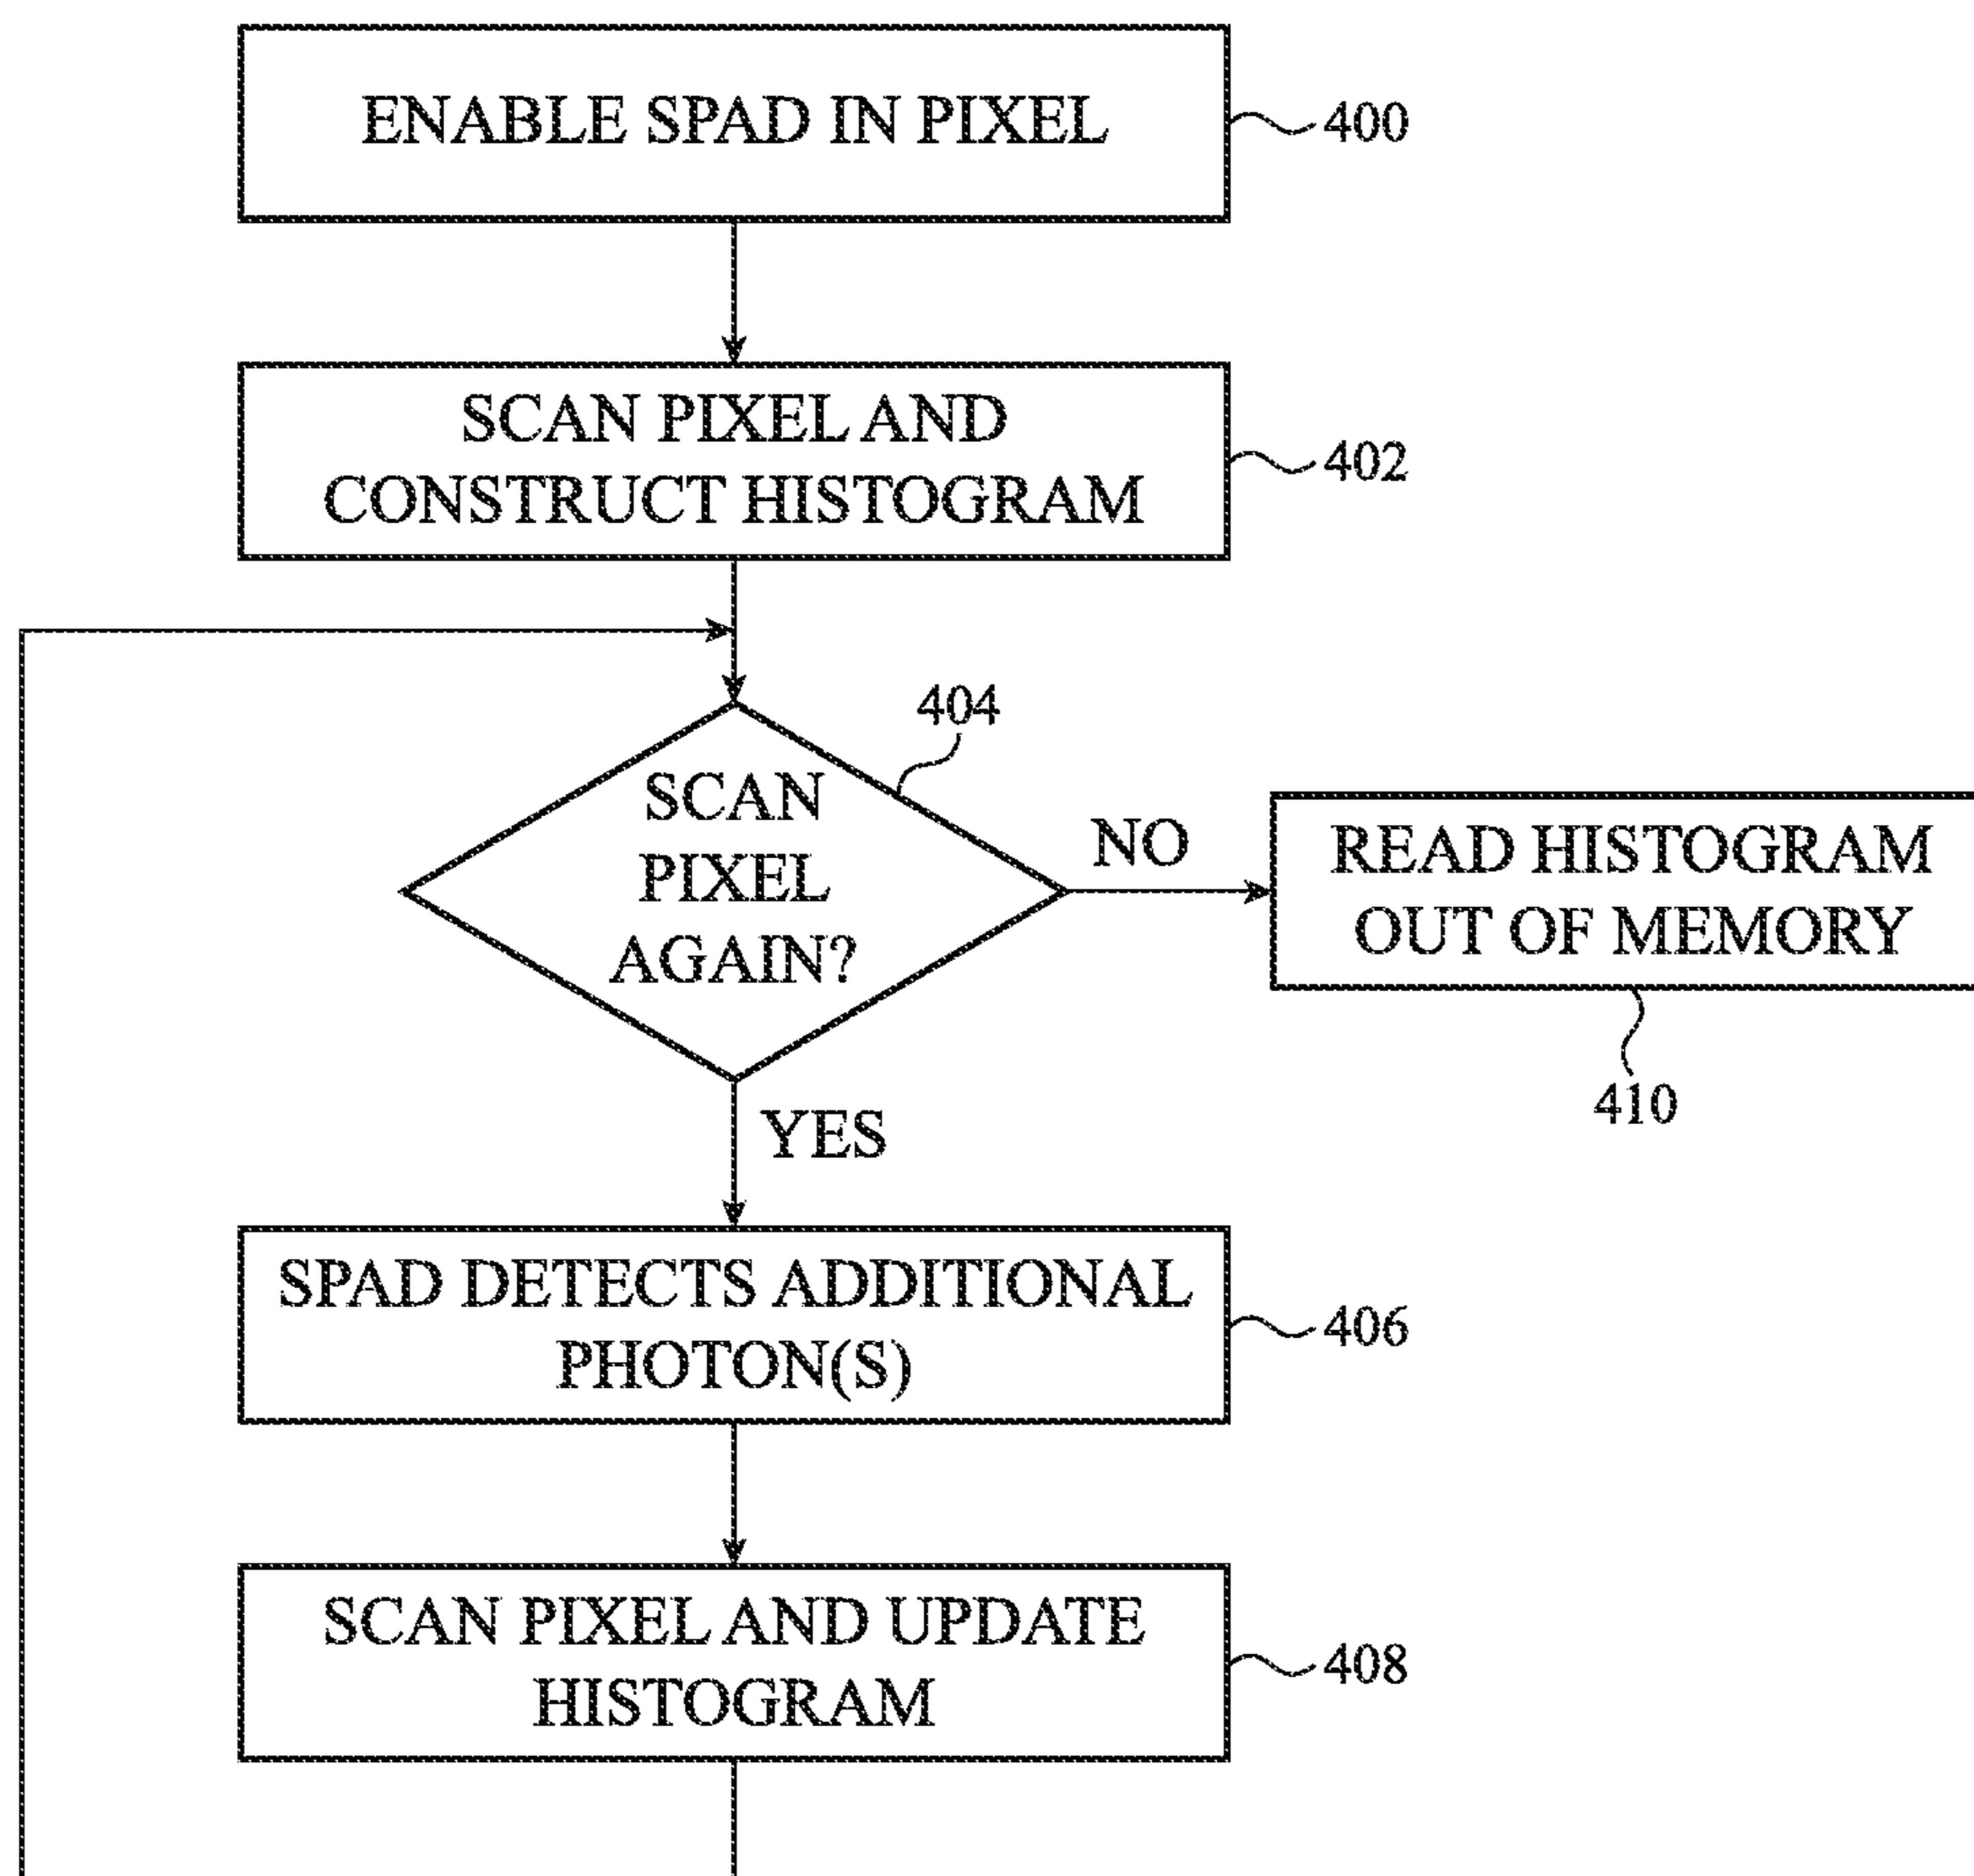 ENABLE SPAD IN PIXEL
400
SCAN PIXEL AND
CONSTRUCT HISTOGRAM
402
404
SCAN
PIXEL
AGAIN?
NO
READ HISTOGRAM
OUT OF MEMORY
410
YES
SPAD DETECTS ADDITIONAL
PHOTON(S)
406
SCAN PIXEL AND UPDATE
HISTOGRAM
408